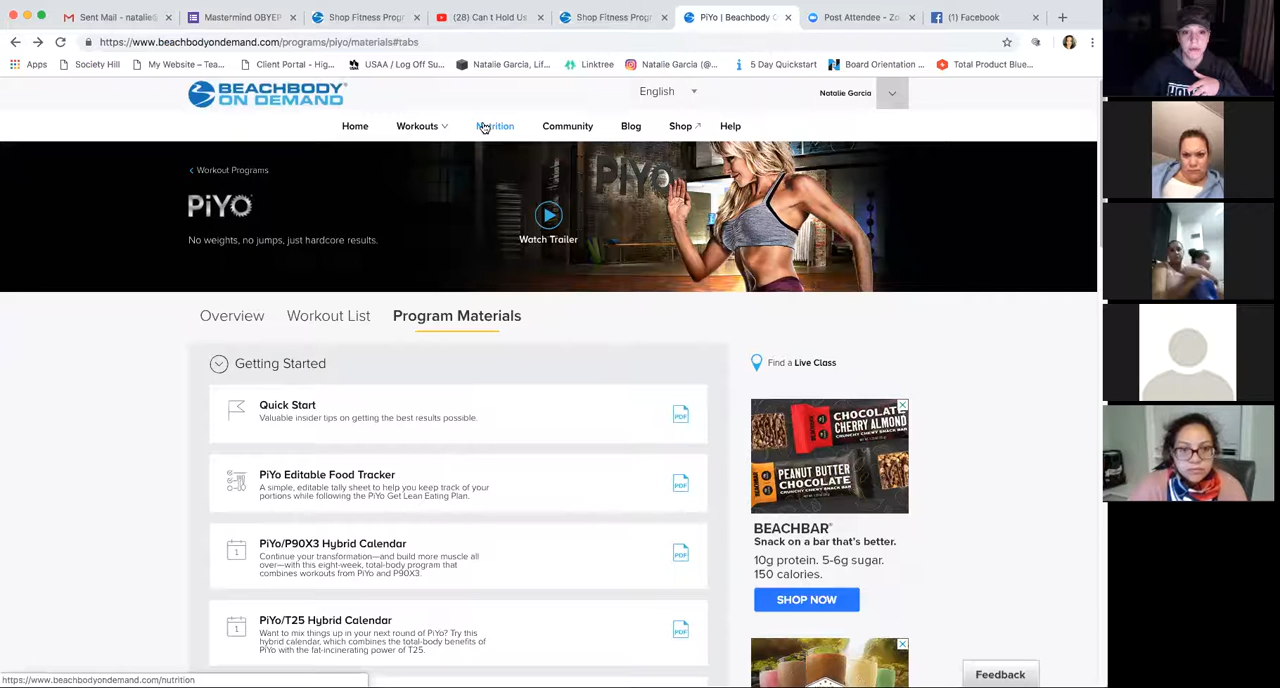 Sent Mail - natalie@
Mastermind OBYEP
Shop Fitness Progr
(28) Can t Hold Us
Shop Fitness Prog
PiYo | Beachbody O
Post Attendee - Zo
(1) Facebook
https://www.beachbodyondemand.com/programs/piyo/materials#tabs
Apps
Society Hill
My Website – Tea...
Client Portal - Hig...
USAA / Log Off Su...
Natalie Garcia, Lif...
Linktree
Natalie Garcia (@...
5 Day Quickstart
Board Orientation ...
Total Product Blue...
BEACHBODY
ON DEMAND
English
Natalie Garcia
Home Workouts Nutrition Community Blog Shop Help
< Workout Programs
PiYO
PiYO
No weights, no jumps, just hardcore results.
Watch Trailer
Overview Workout List Program Materials
Getting Started
Quick Start
Valuable insider tips on getting the best results possible.
PDF
PiYo Editable Food Tracker
A simple, editable tally sheet to help you keep track of your
portions while following the PiYo Get Lean Eating Plan.
PDF
1
PiYo/P90X3 Hybrid Calendar
Continue your transformation—and build more muscle all
over—with this eight-week, total-body program that
combines workouts from PiYo and P90X3.
PDF
1
PiYo/T25 Hybrid Calendar
Want to mix things up in your next round of PiYo? Try this
hybrid calendar, which combines the total-body benefits of
PiYo with the fat-incinerating power of T25.
PDF
Find a Live Class
CHOCOLATE
CHERRY ALMOND
PEANUT BUTTER
CHOCOLATE
BEACHBAR®
Snack on a bar that's better.
10g protein. 5-6g sugar.
150 calories.
SHOP NOW
Feedback
https://www.beachbodyondemand.com/nutrition